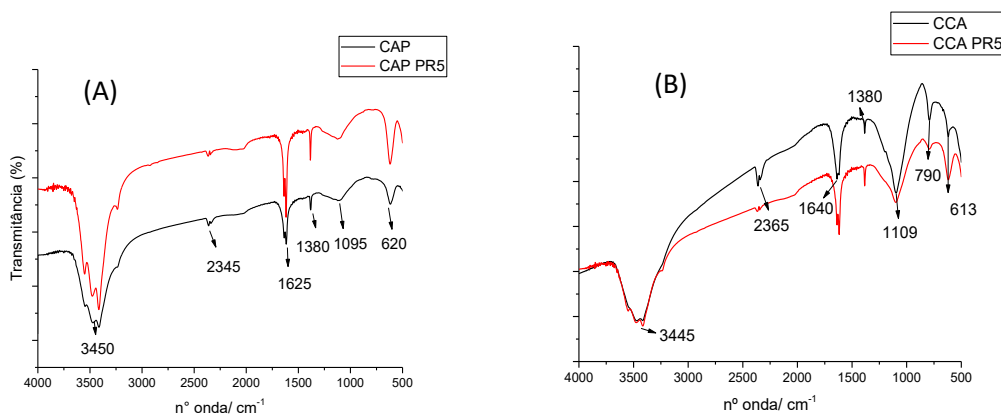 CAP
CAP PR5
(A)
Transmitância (%)
3450
2345
1625
1380
1095
620
4000 3500 3000 2500 2000 1500 1000 500
n° onda/ cm⁻¹
CCA
CCA PR5
(B)
1380
2365
1640
1109
790
613
3445
4000 3500 3000 2500 2000 1500 1000 500
nº onda/ cm⁻¹